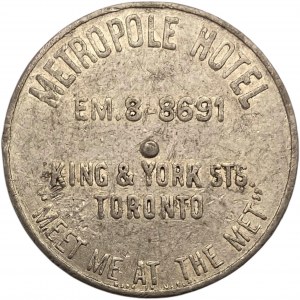 METROPOLE HOTEL
EM. 8-8691
KING & YORK STS.
TORONTO
"MEET ME AT THE MET"